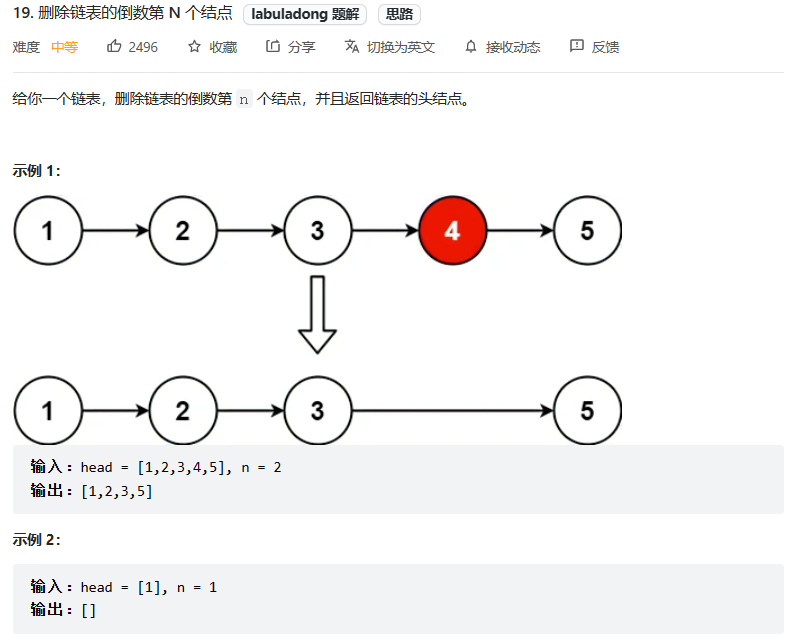 19. 删除链表的倒数第 N 个结点 labuladong 题解 思路
难度 中等 2496 收藏 分享 切换为英文 接收动态 反馈
给你一个链表，删除链表的倒数第 n 个结点，并且返回链表的头结点。
示例 1：
1 2 3 4 5
1 2 3 5
输入：head = [1,2,3,4,5], n = 2
输出：[1,2,3,5]
示例 2：
输入：head = [1], n = 1
输出：[]